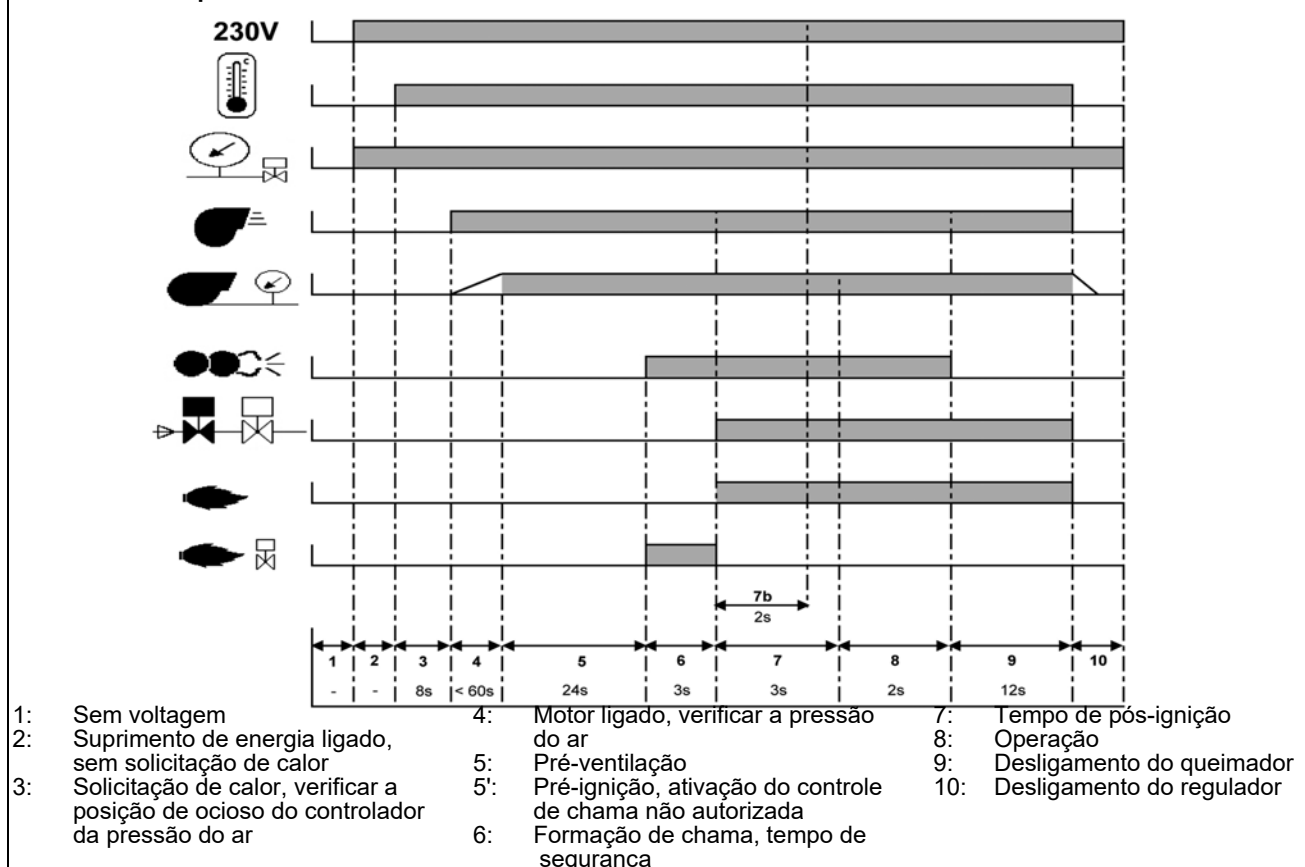 230V
°C
7b
2s
1 2 3 4 5 6 7 8 9 10
- - 8s < 60s 24s 3s 3s 2s 12s
1: Sem voltagem
2: Suprimento de energia ligado,
sem solicitação de calor
3: Solicitação de calor, verificar a
posição de ocioso do controlador
da pressão do ar
4: Motor ligado, verificar a pressão
do ar
5: Pré-ventilação
5': Pré-ignição, ativação do controle
de chama não autorizada
6: Formação de chama, tempo de
segurança
7: Tempo de pós-ignição
8: Operação
9: Desligamento do queimador
10: Desligamento do regulador